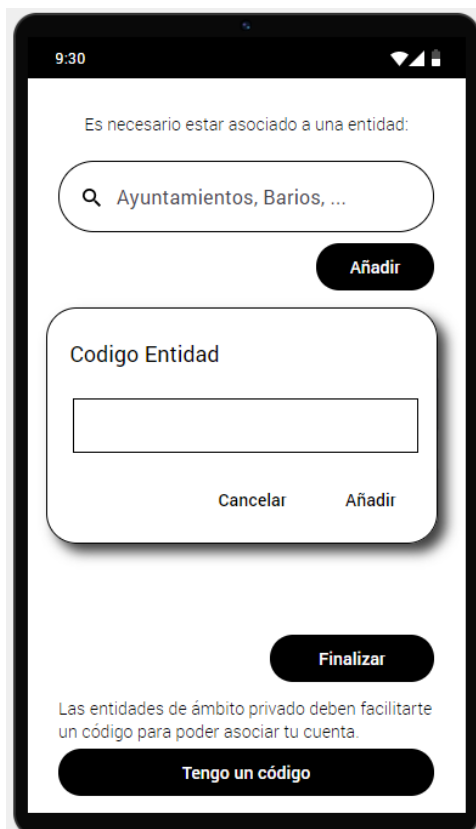 9:30
Es necesario estar asociado a una entidad:
Ayuntamientos, Barios, ...
Añadir
Codigo Entidad
Cancelar Añadir
Finalizar
Las entidades de ámbito privado deben facilitarte
un código para poder asociar tu cuenta.
Tengo un código